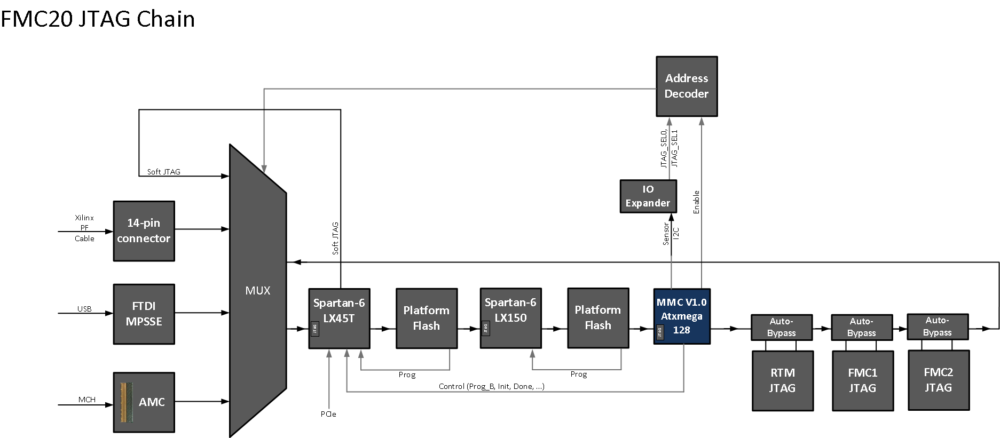 FMC20 JTAG Chain
Address
Decoder
JTAG_SEL0,
JTAG_SEL1
Soft JTAG
IO
Expander
Enable
Xilinx
PF
Cable
14-pin
connector
Soft JTAG
Sensor
I2C
MUX
USB
FTDI
MPSSE
Spartan-6
LX45T
JTAG
Platform
Flash
Spartan-6
LX150
JTAG
Platform
Flash
MMC V1.0
Atxmega
128
JTAG
Auto-
Bypass
Auto-
Bypass
Auto-
Bypass
RTM
JTAG
FMC1
JTAG
FMC2
JTAG
Prog
Prog
Control (Prog_B, Init, Done, ...)
MCH
AMC
PCIe